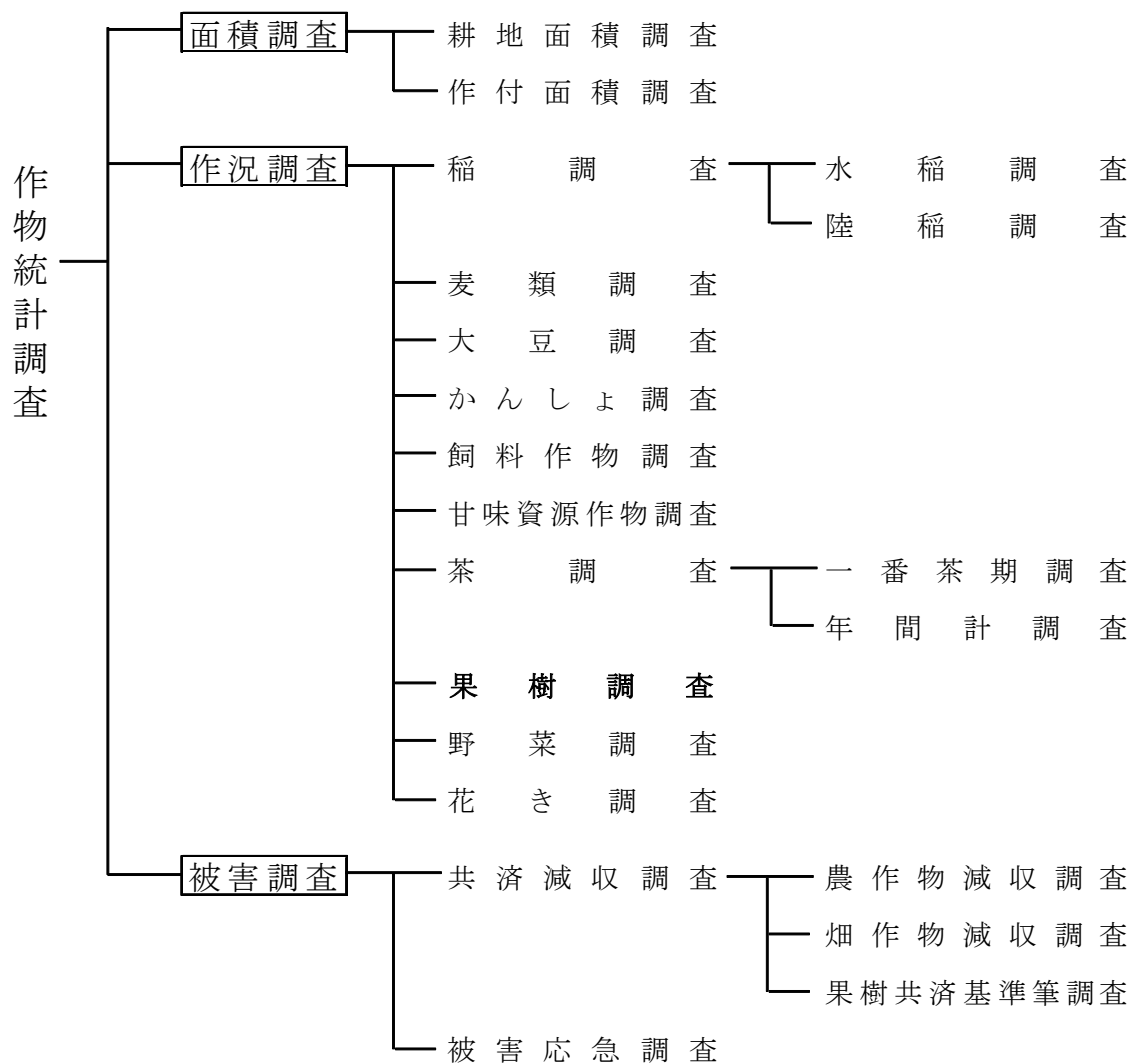 作物統計調査
面積調査
耕地面積調査
作付面積調査
作況調査
稲調査
水稲調査
陸稲調査
麦類調査
大豆調査
かんしょ調査
飼料作物調査
甘味資源作物調査
茶調査
一番茶期調査
年間計調査
果樹調査
野菜調査
花き調査
被害調査
共済減収調査
農作物減収調査
畑作物減収調査
果樹共済基準筆調査
被害応急調査